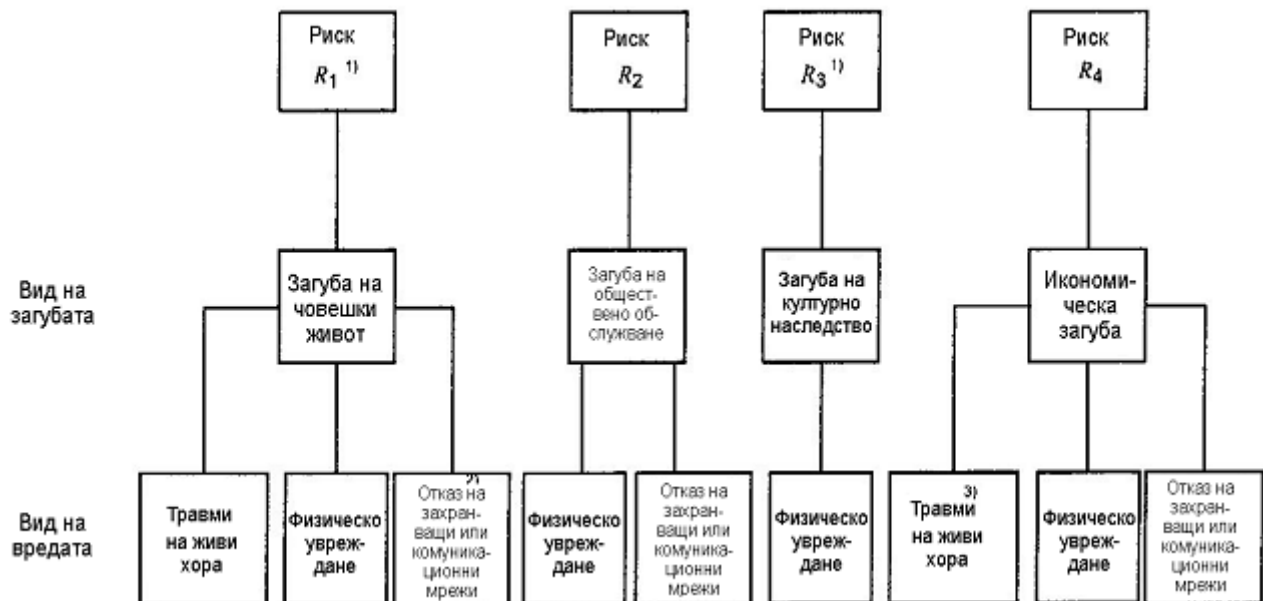 Риск
R1 1)
Риск
R2
Риск
R3 1)
Риск
R4
Вид на
загубата
Загуба на
човешки
живот
Загуба на
общест-
вено об-
служване
Загуба на
културно
наследство
Икономи-
ческа
загуба
Вид на
вредата
Травми
на живи
хора
Физическо
увреж-
дане
2)
Отказ на
захран-
ващи или
комуника-
ционни
мрежи
Физическо
увреж-
дане
Отказ на
захран-
ващи или
комуника-
ционни
мрежи
Физическо
увреж-
дане
3)
Травми
на живи
хора
Физическо
увреж-
дане
Отказ на
захран-
ващи или
комуника-
ционни
мрежи